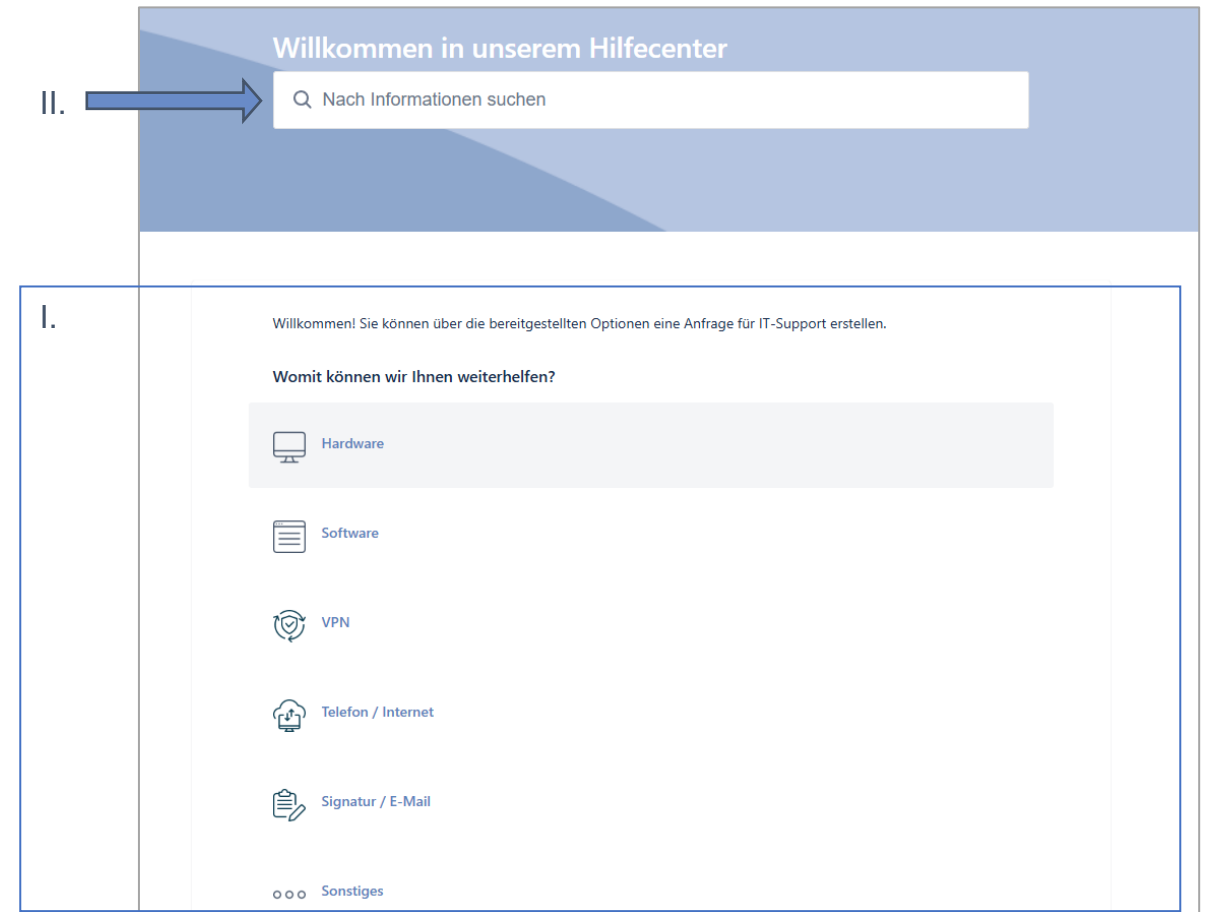 Willkommen in unserem Hilfecenter
II.
Nach Informationen suchen
I.
Willkommen! Sie können über die bereitgestellten Optionen eine Anfrage für IT-Support erstellen.
Womit können wir Ihnen weiterhelfen?
Hardware
Software
VPN
Telefon / Internet
Signatur / E-Mail
Sonstiges